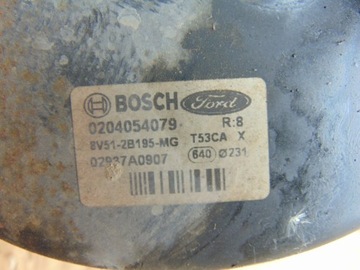 BOSCH Ford
0204054079 R:8
8V51-2B195-MG T53CA X
02937A0907 640 Ø231